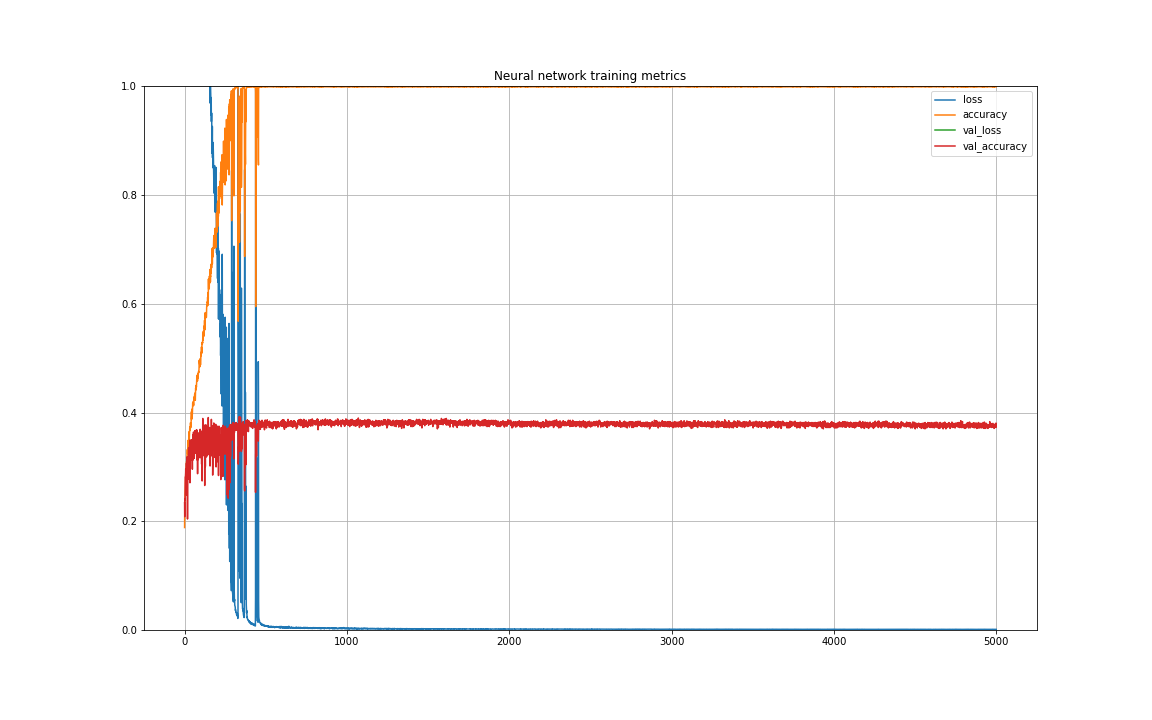 Neural network training metrics
1.0
0.8
0.6
0.4
0.2
0.0
loss
accuracy
val_loss
val_accuracy
0 1000 2000 3000 4000 5000